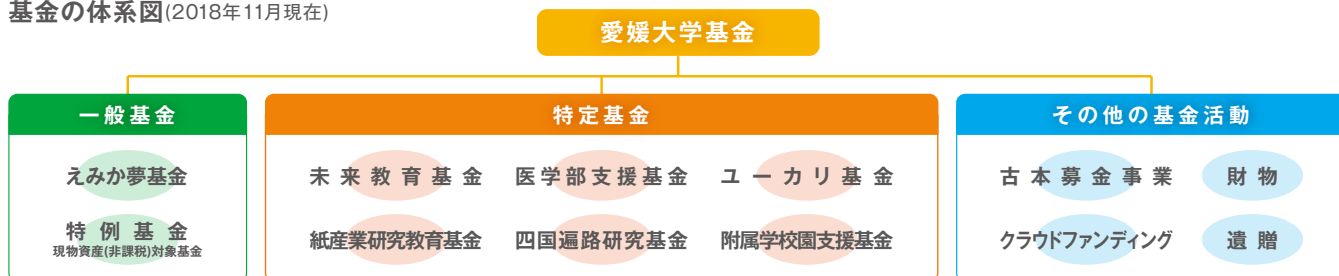 基金の体系図(2018年11月現在)
愛媛大学基金
一般基金
えみか夢基金
特例基金
現物資産(非課税)対象基金
特定基金
未来教育基金 医学部支援基金 ユーカリ基金
紙産業研究教育基金 四国遍路研究基金 附属学校園支援基金
その他の基金活動
古本募金事業 財物
クラウドファンディング 遺贈